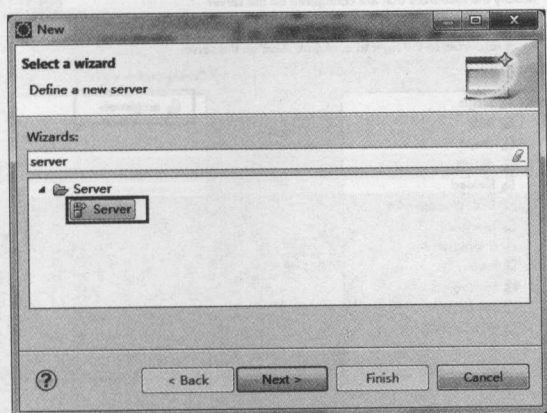 New
Select a wizard
Define a new server
Wizards:
server
Server
Server
? < Back Next > Finish Cancel